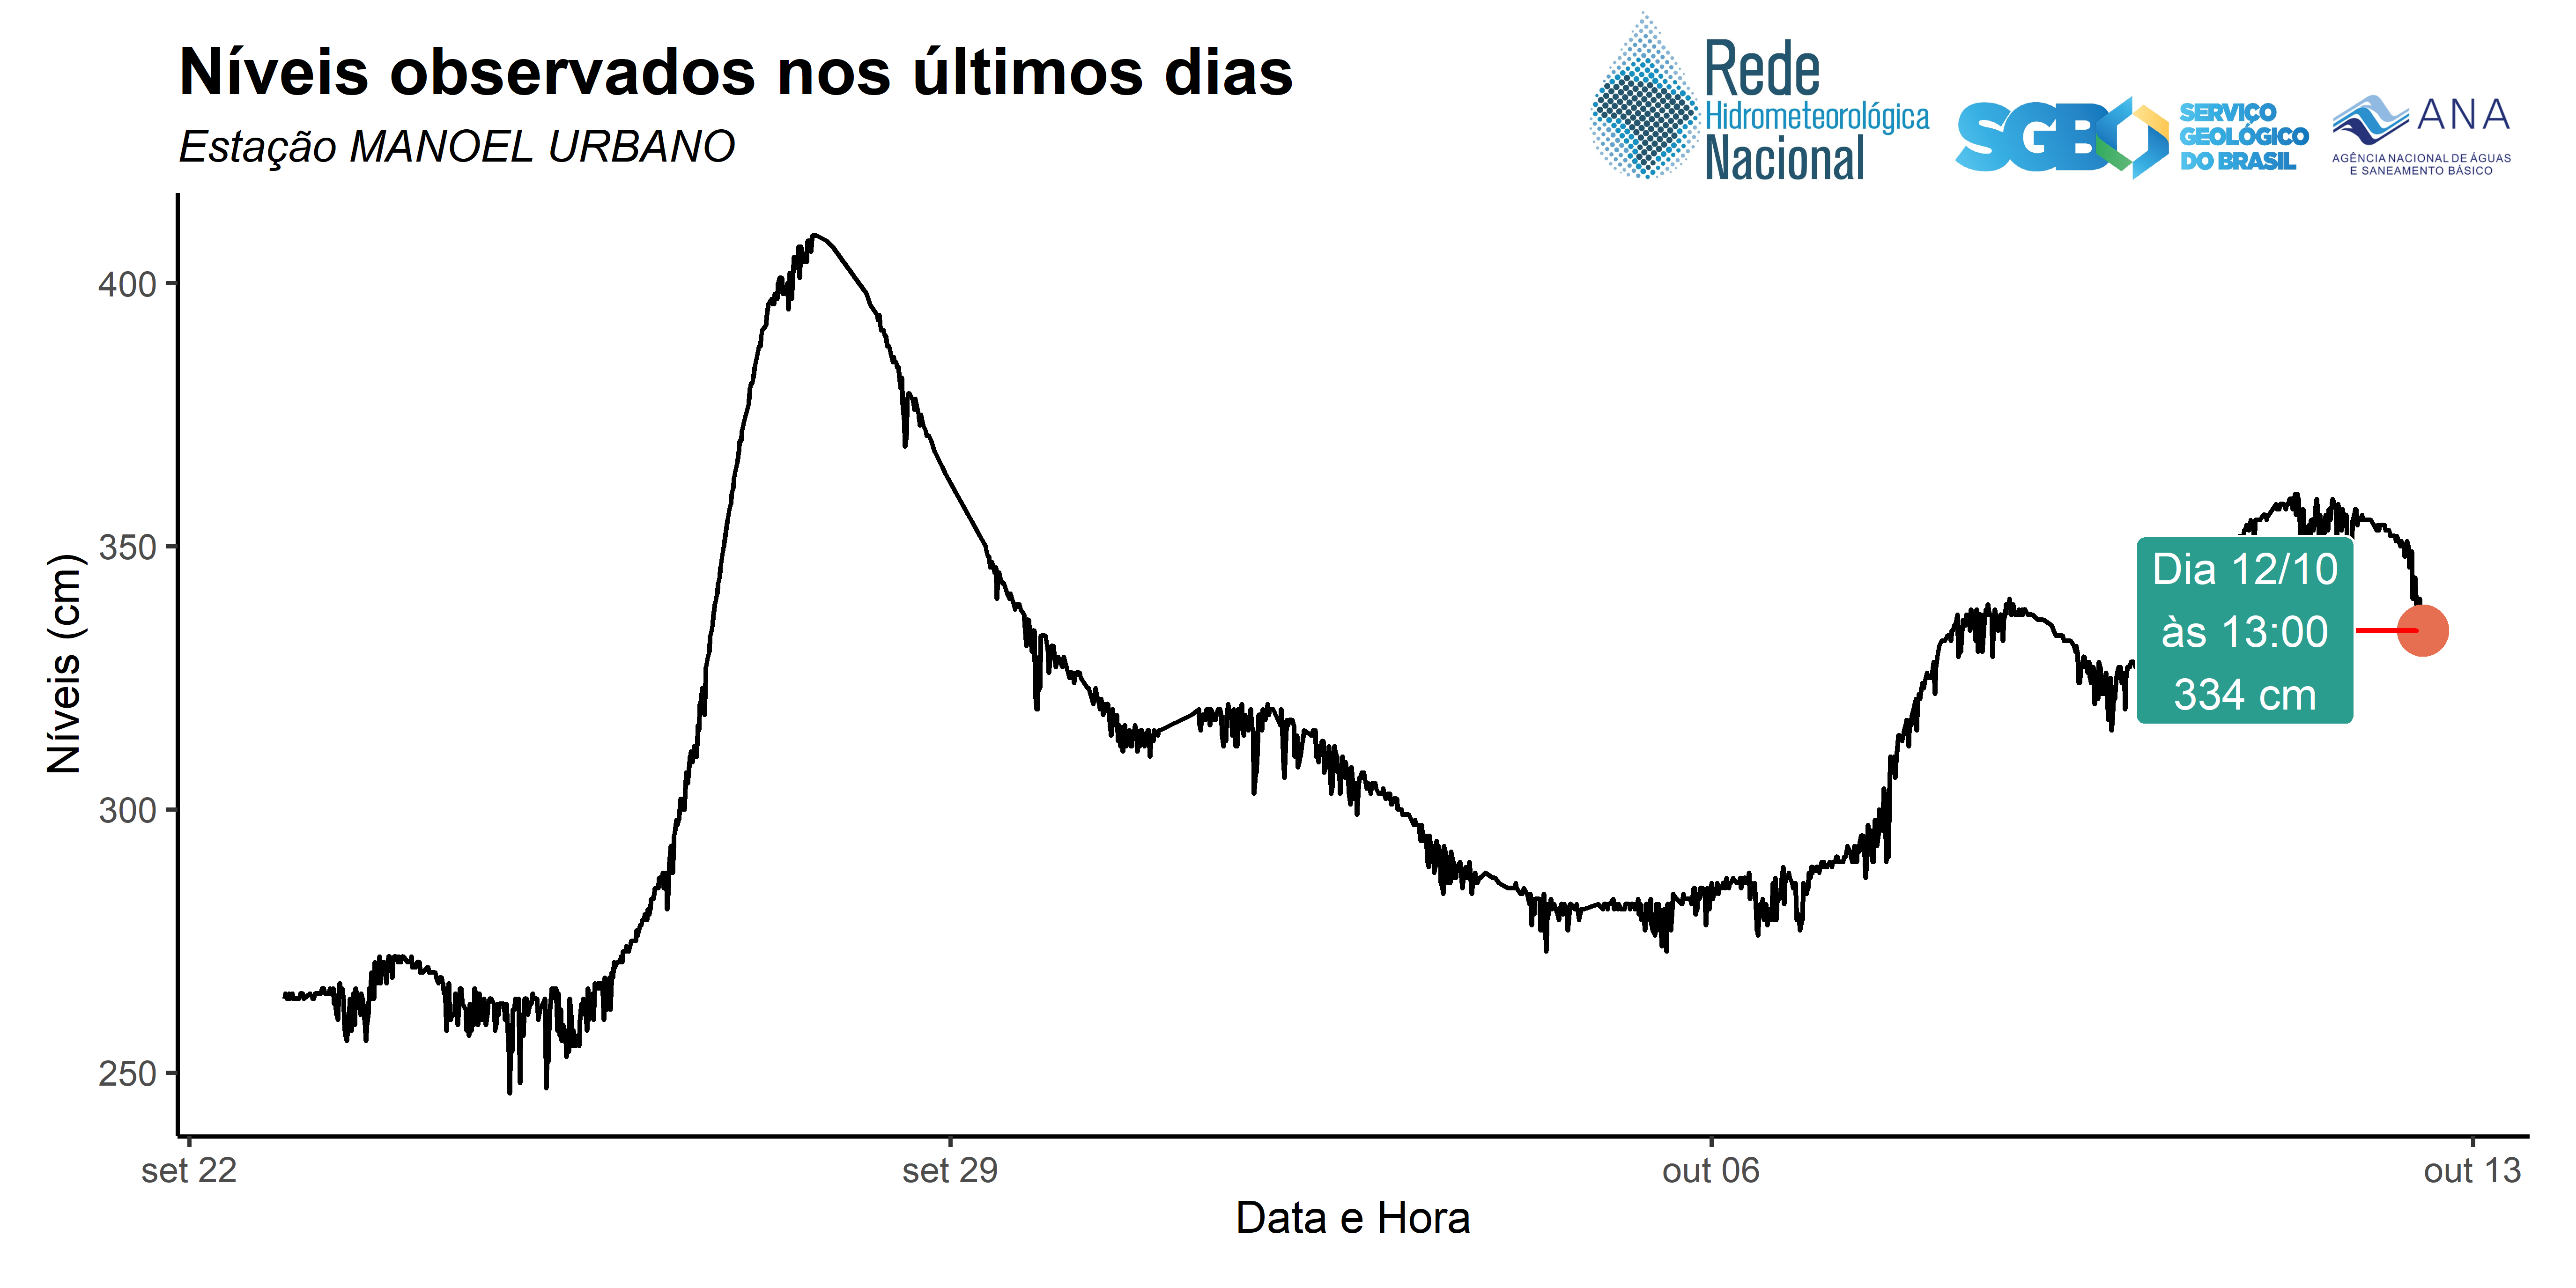 Níveis observados nos últimos dias
Estação MANOEL URBANO
Rede
Hidrometeorológica
Nacional
SGB
SERVIÇO
GEOLÓGICO
DO BRASIL
ANA
AGÊNCIA NACIONAL DE ÁGUAS
E SANEAMENTO BÁSICO
Níveis (cm)
400
350
300
250
Dia 12/10
às 13:00
334 cm
set 22
set 29
out 06
out 13
Data e Hora